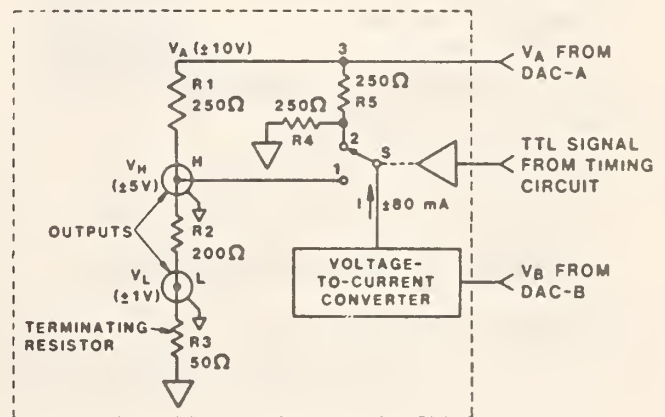 VA (±10V)
3
VA FROM
DAC-A
R1
250Ω
250Ω
R5
250Ω
R4
2
S
TTL SIGNAL
FROM TIMING
CIRCUIT
VH
(±5V)
H
1
I
±80 mA
OUTPUTS
R2
200Ω
VL
(±1V)
L
VOLTAGE-
TO-CURRENT
CONVERTER
VB FROM
DAC-B
TERMINATING
RESISTOR
R3
50Ω